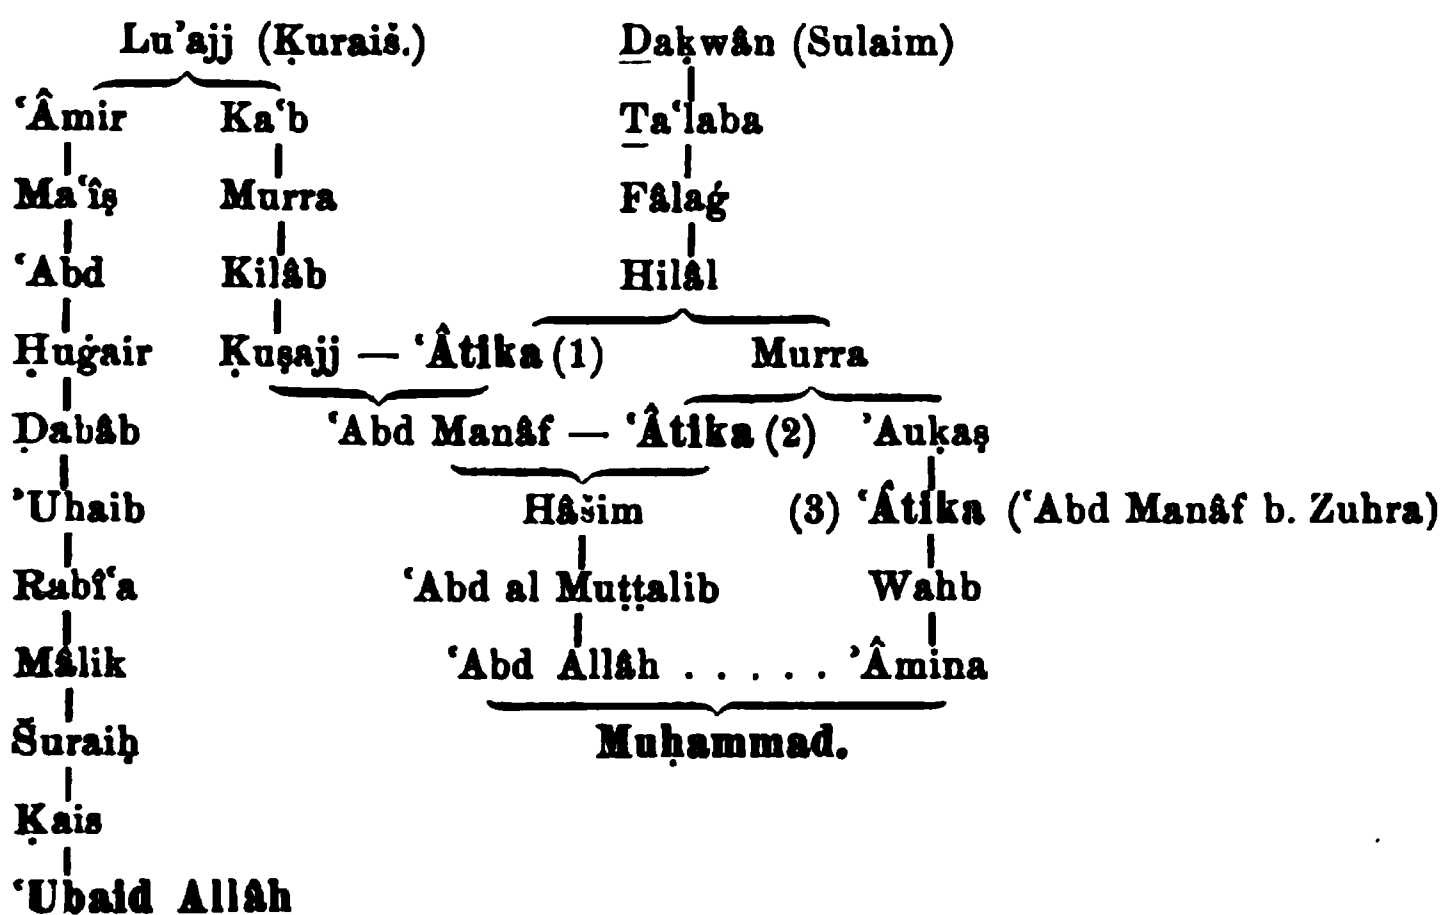 Lu’ajj (Ḳuraiš.) Ḏaḳwân (Sulaim)
‘Âmir Ka‘b Ṯa‘laba
Ma‘îṣ Murra Fâlaǵ
‘Abd Kilâb Hilâl
Ḥuǵair Ḳuṣajj — ‘Âtika (1) Murra
Ḍabâb ‘Abd Manâf — ‘Âtika (2) ’Auḳaṣ
’Uhaib Hâšim (3) ‘Âtika (‘Abd Manâf b. Zuhra)
Rabî‘a ‘Abd al Muṭṭalib Wahb
Mâlik ‘Abd Allâh . . . . . ’Âmina
Šuraiḥ Muḥammad.
Ḳais
‘Ubaid Allâh